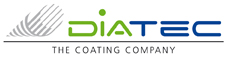 DIATEC
THE COATING COMPANY